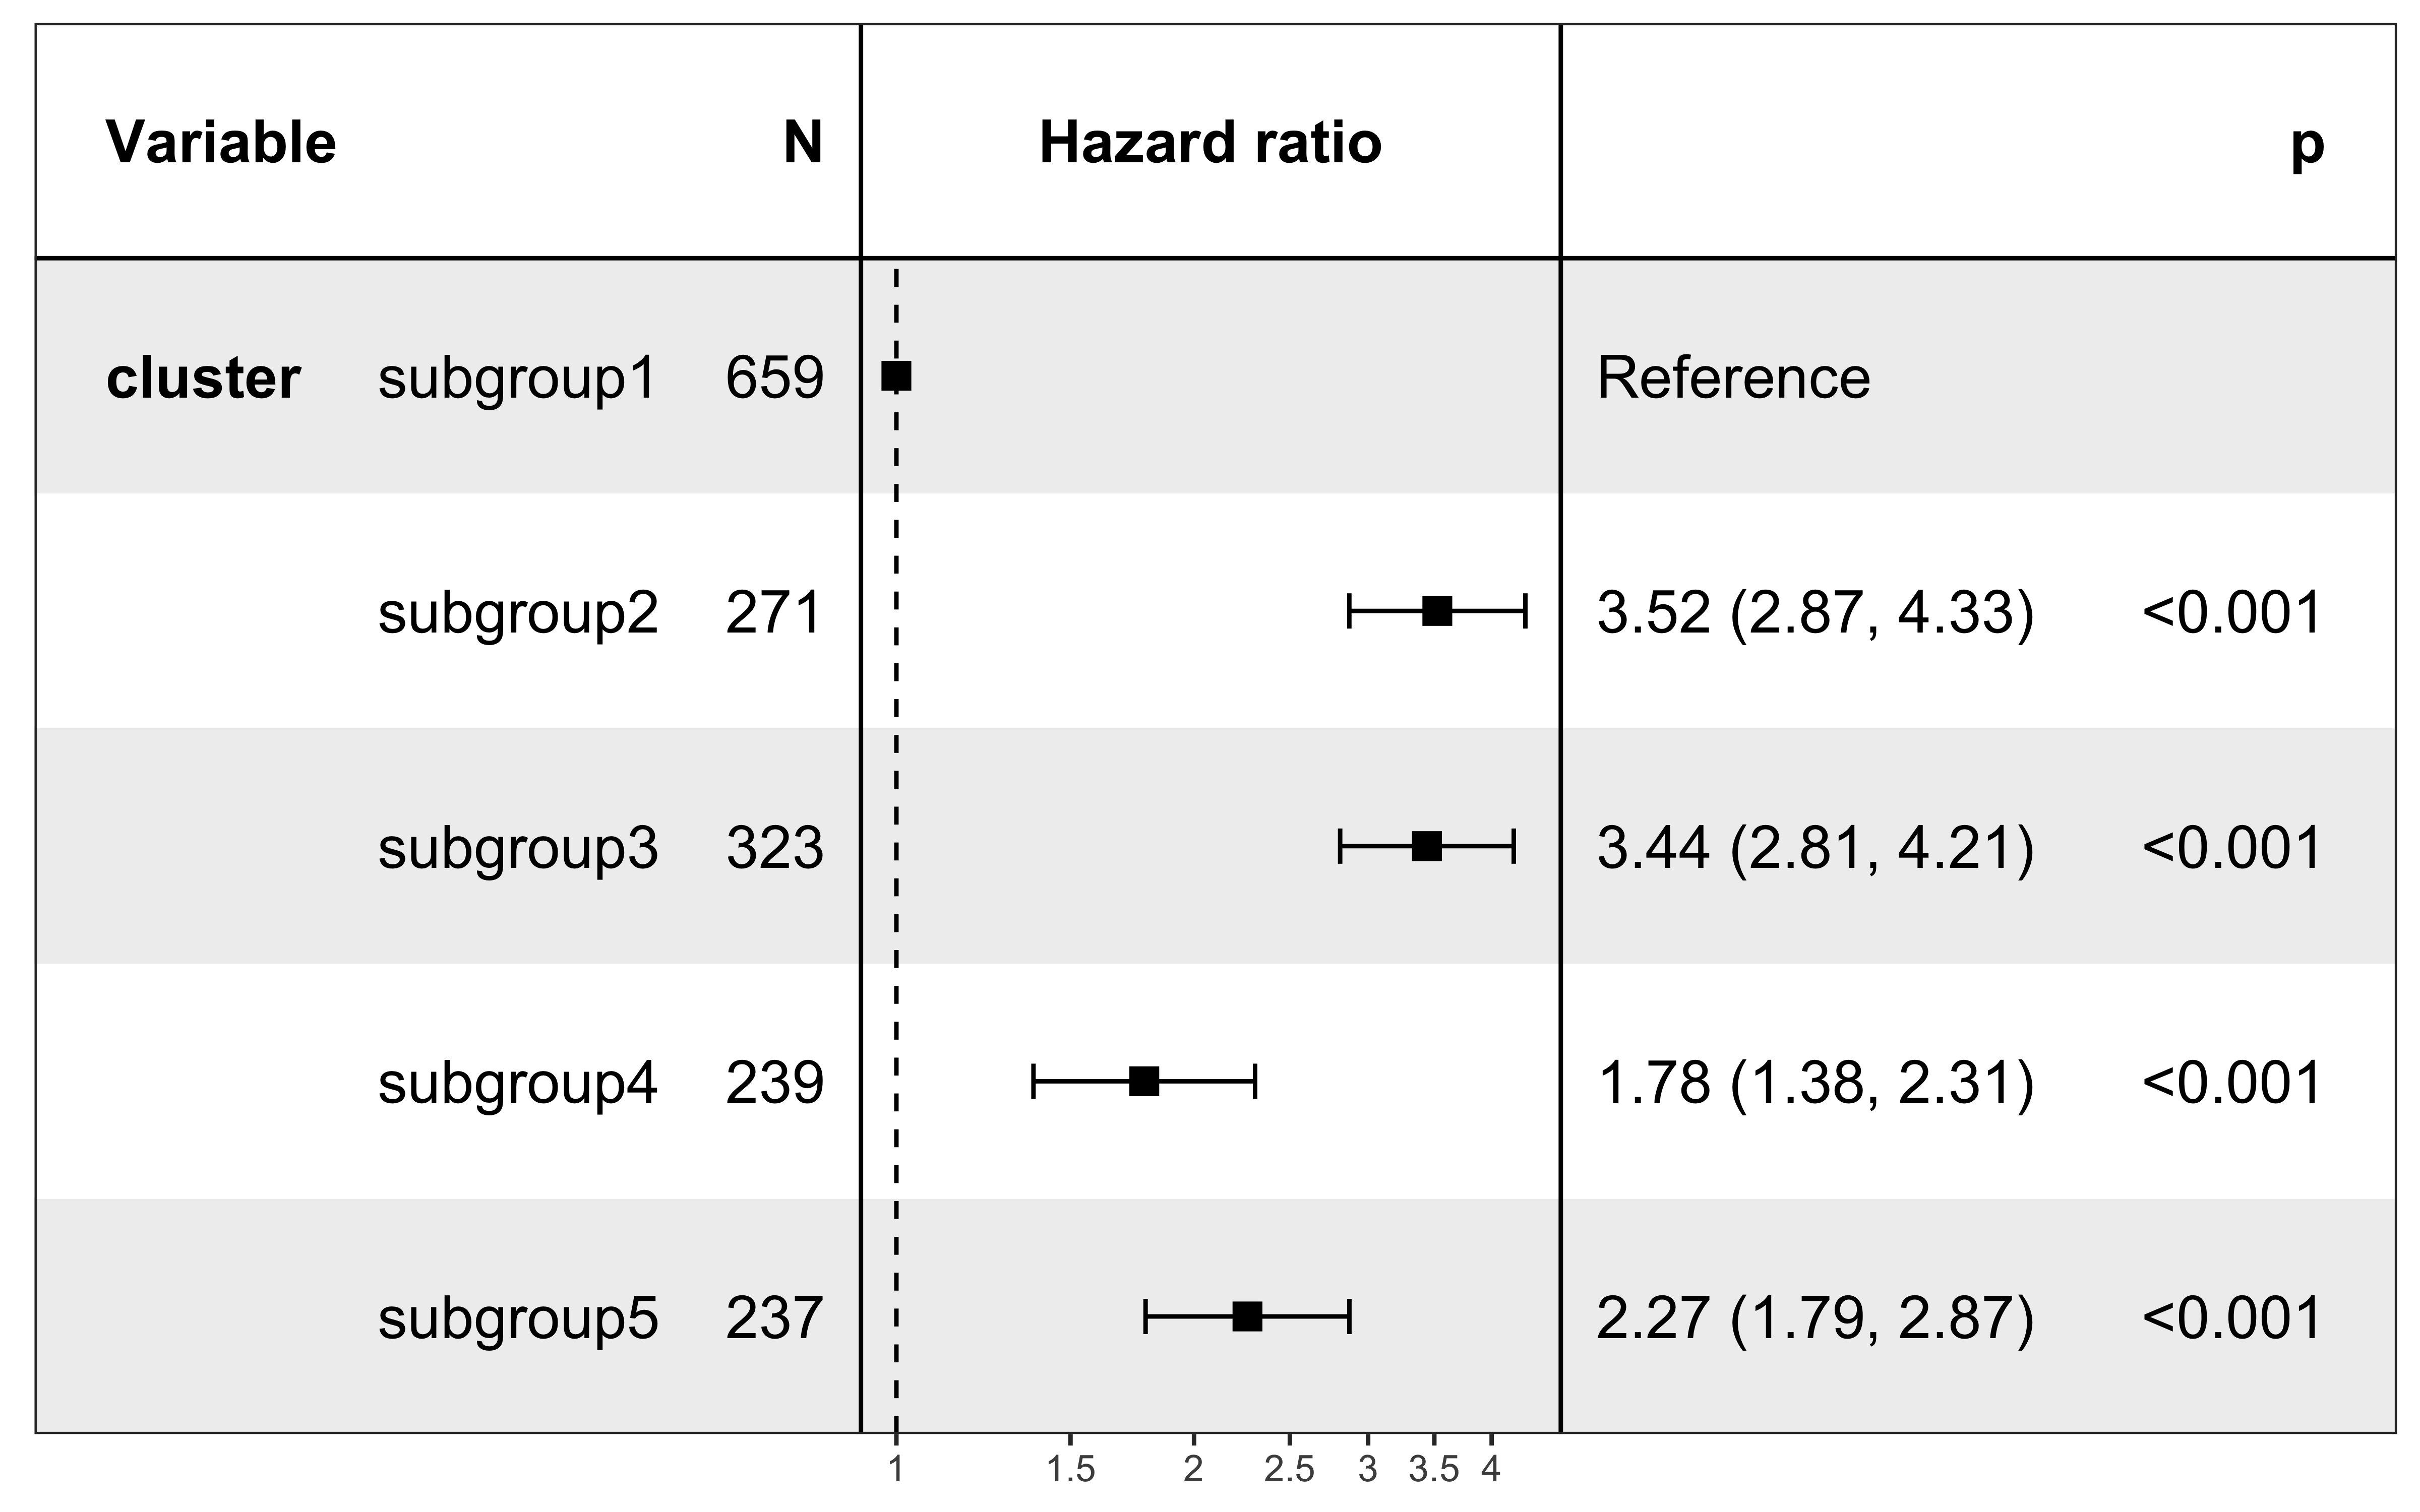 Variable N Hazard ratio p
cluster subgroup1 659 Reference
subgroup2 271 3.52 (2.87, 4.33) <0.001
subgroup3 323 3.44 (2.81, 4.21) <0.001
subgroup4 239 1.78 (1.38, 2.31) <0.001
subgroup5 237 2.27 (1.79, 2.87) <0.001
1 1.5 2 2.5 3 3.5 4